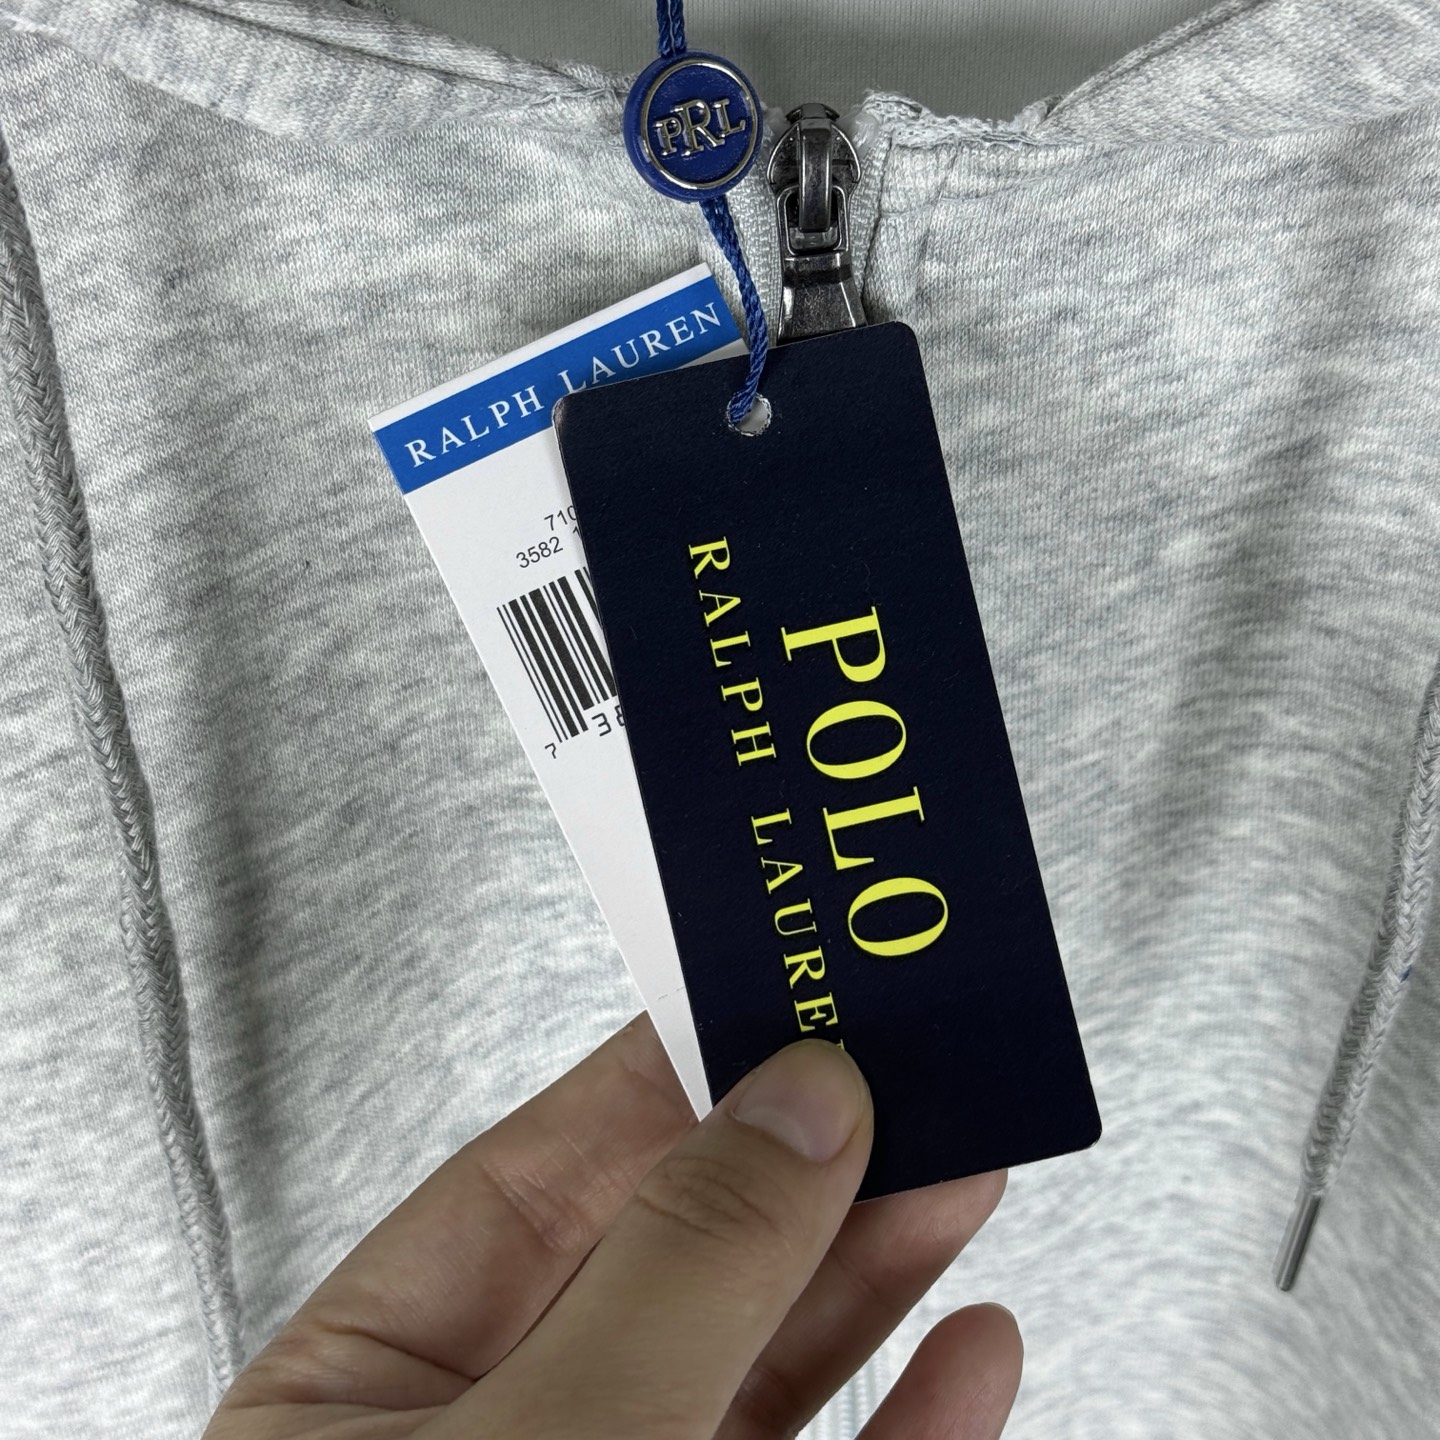 PRL
RALPH LAUREN
710
3582
7
38
POLO
RALPH LAUREN